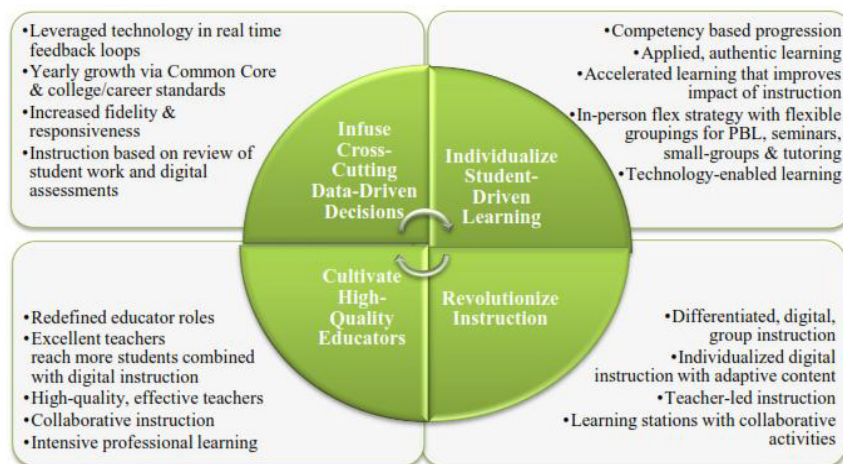 •Leveraged technology in real time
feedback loops
•Yearly growth via Common Core
& college/career standards
•Increased fidelity &
responsiveness
•Instruction based on review of
student work and digital
assessments
•Competency based progression
•Applied, authentic learning
•Accelerated learning that improves
impact of instruction
•In-person flex strategy with flexible
groupings for PBL, seminars,
small-groups & tutoring
•Technology-enabled learning
Infuse
Cross-
Cutting
Data-Driven
Decisions
Individualize
Student-
Driven
Learning
Cultivate
High-
Quality
Educators
Revolutionize
Instruction
•Redefined educator roles
•Excellent teachers
reach more students combined
with digital instruction
•High-quality, effective teachers
•Collaborative instruction
•Intensive professional learning
•Differentiated, digital,
group instruction
•Individualized digital
instruction with adaptive content
•Teacher-led instruction
•Learning stations with collaborative
activities